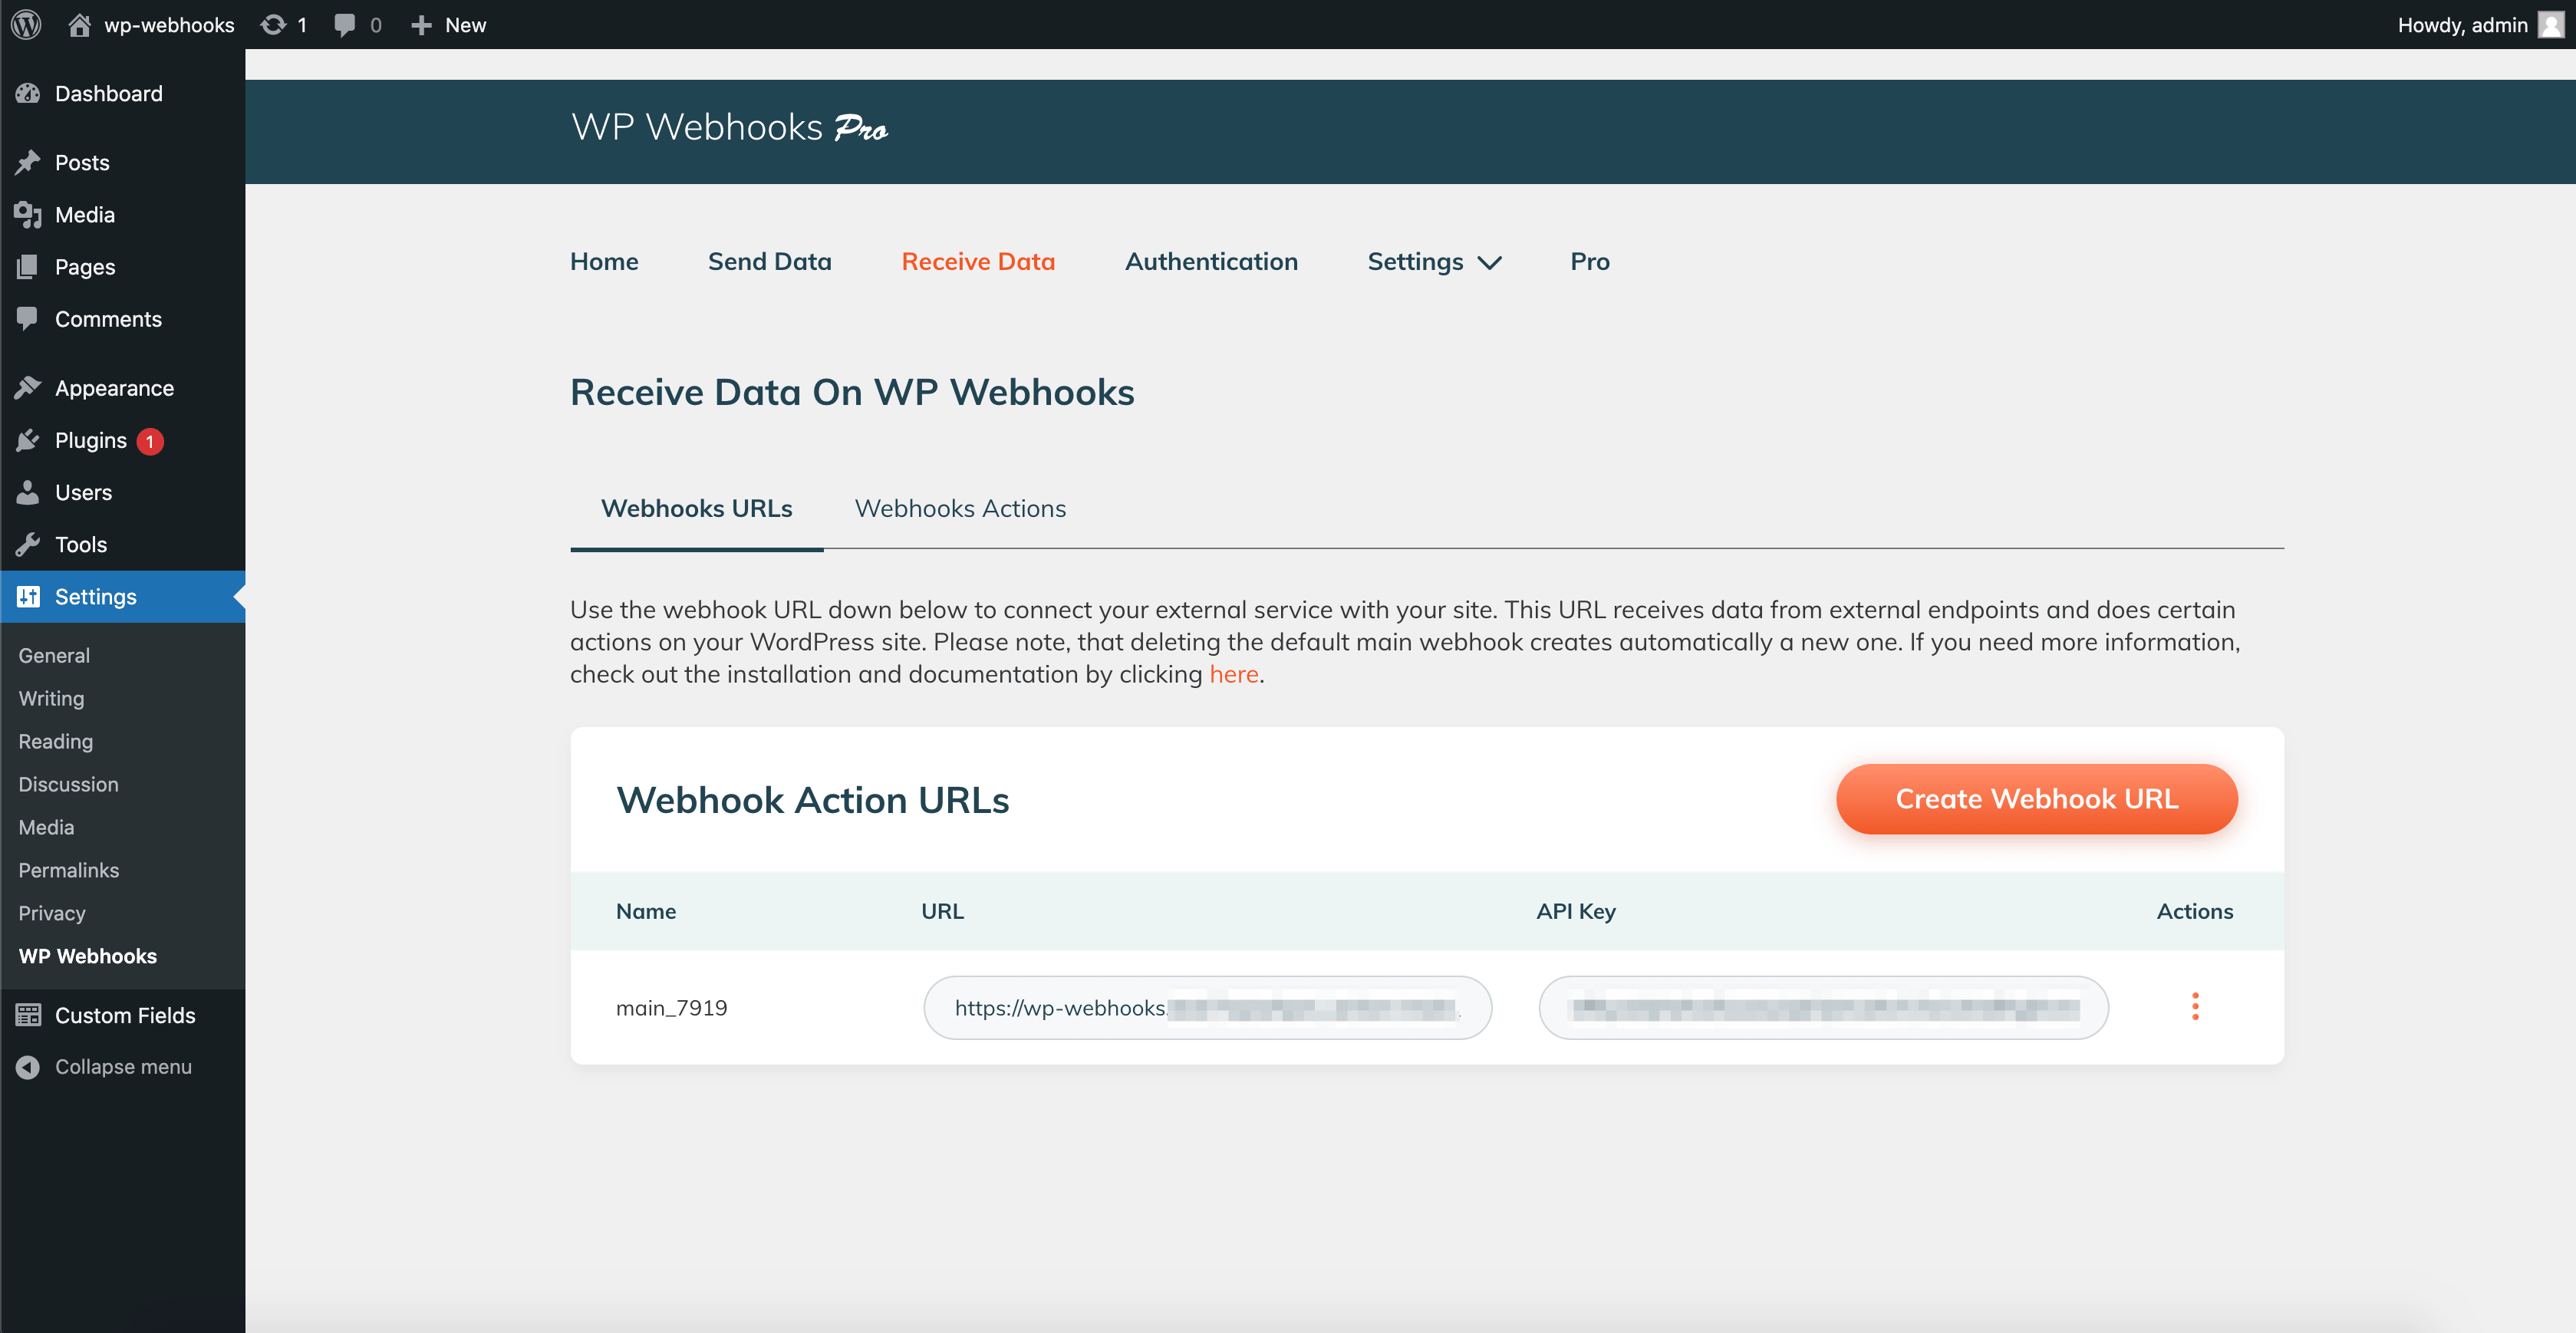 wp-webhooks 1 0 New Howdy, admin
Dashboard
Posts
Media
Pages
Comments
Appearance
Plugins 1
Users
Tools
Settings
General
Writing
Reading
Discussion
Media
Permalinks
Privacy
WP Webhooks
Custom Fields
Collapse menu
WP Webhooks Pro
Home Send Data Receive Data Authentication Settings Pro
Receive Data On WP Webhooks
Webhooks URLs Webhooks Actions
Use the webhook URL down below to connect your external service with your site. This URL receives data from external endpoints and does certain
actions on your WordPress site. Please note, that deleting the default main webhook creates automatically a new one. If you need more information,
check out the installation and documentation by clicking here.
Webhook Action URLs Create Webhook URL
Name URL API Key Actions
main_7919 https://wp-webhooks.